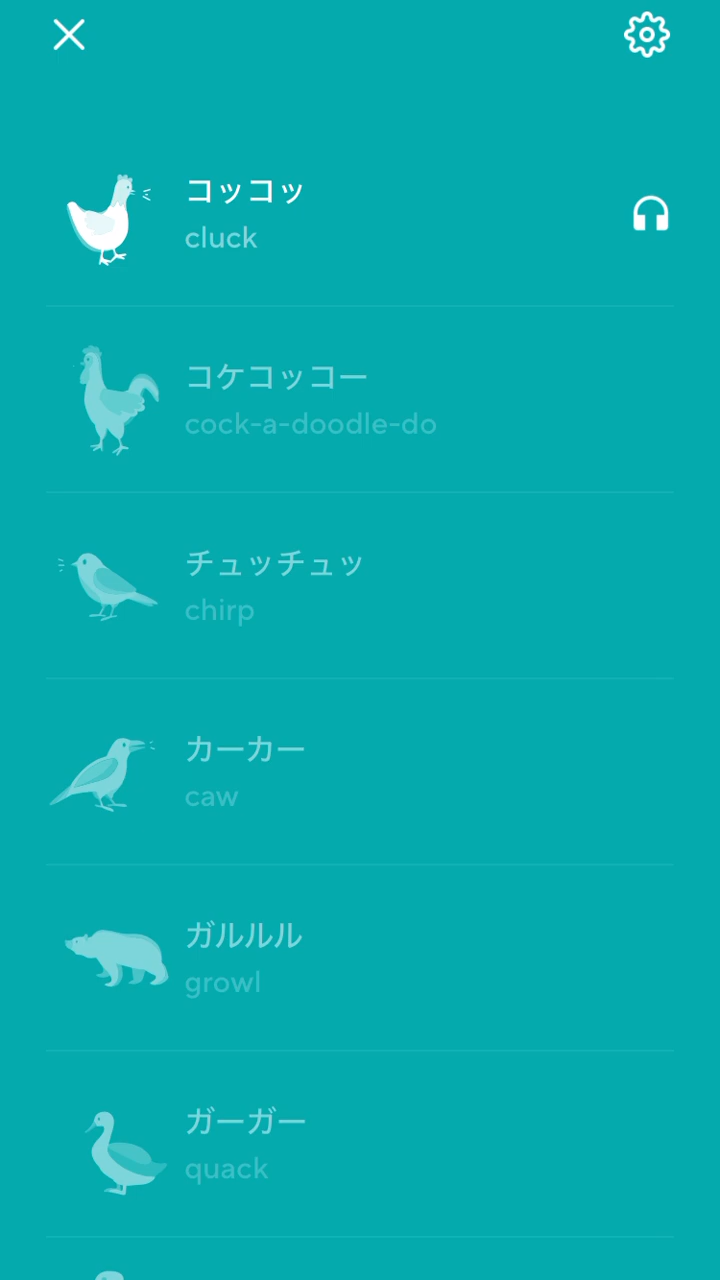 コッコッ
cluck
コケコッコー
cock-a-doodle-do
チュッチュッ
chirp
カーカー
caw
ガルルル
growl
ガーガー
quack